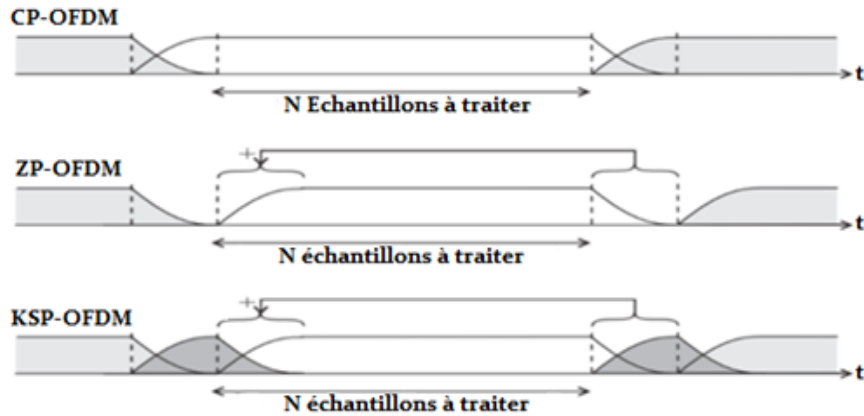 CP-OFDM
t
N Echantillons à traiter
+
ZP-OFDM
t
N échantillons à traiter
+
KSP-OFDM
t
N échantillons à traiter